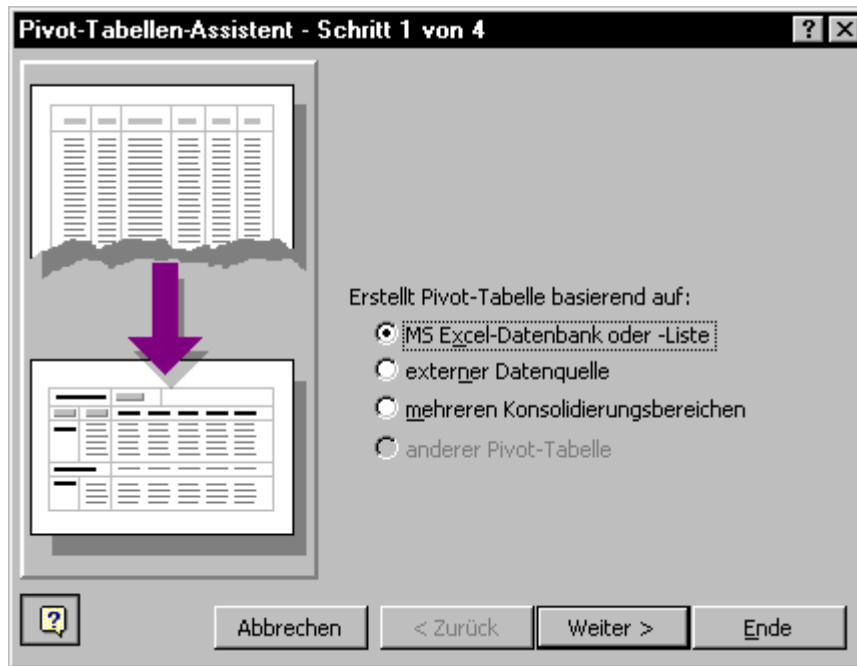 Pivot-Tabellen-Assistent - Schritt 1 von 4
Erstellt Pivot-Tabelle basierend auf:
MS Excel-Datenbank oder -Liste
externer Datenquelle
mehreren Konsolidierungsbereichen
anderer Pivot-Tabelle
Abbrechen < Zurück Weiter > Ende